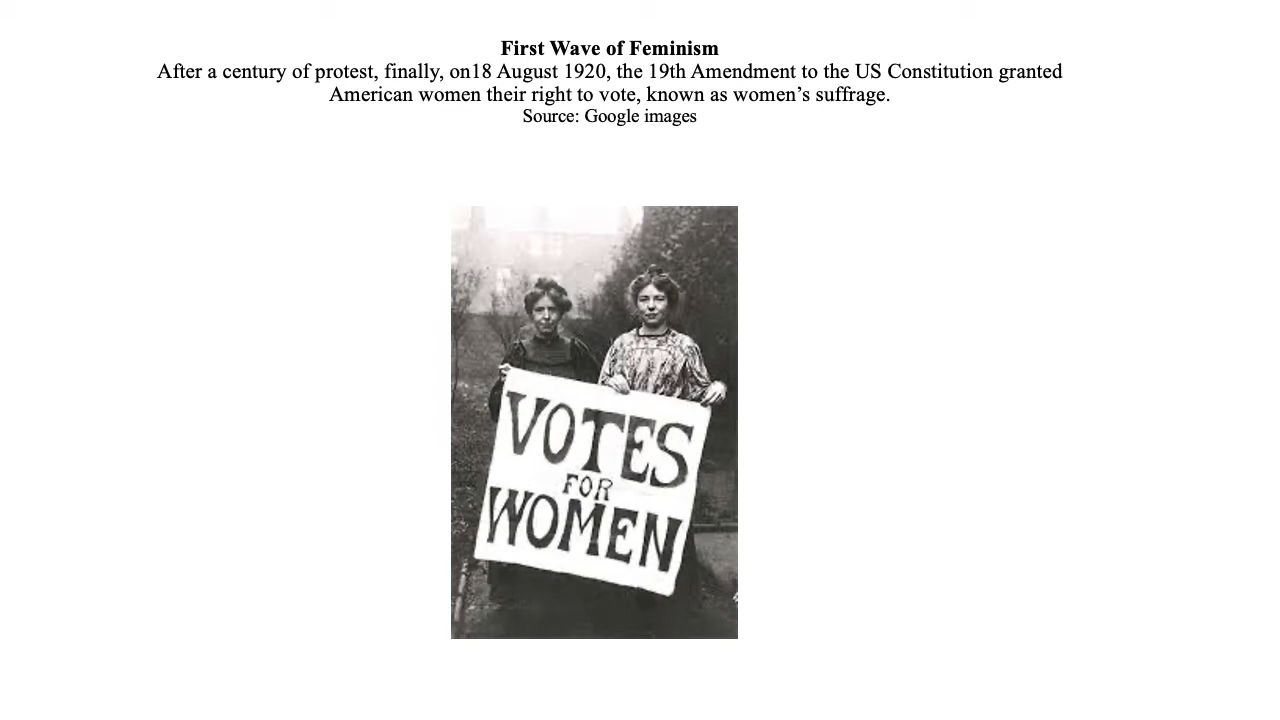 First Wave of Feminism
After a century of protest, finally, on18 August 1920, the 19th Amendment to the US Constitution granted
American women their right to vote, known as women’s suffrage.
Source: Google images
VOTES
FOR
WOMEN